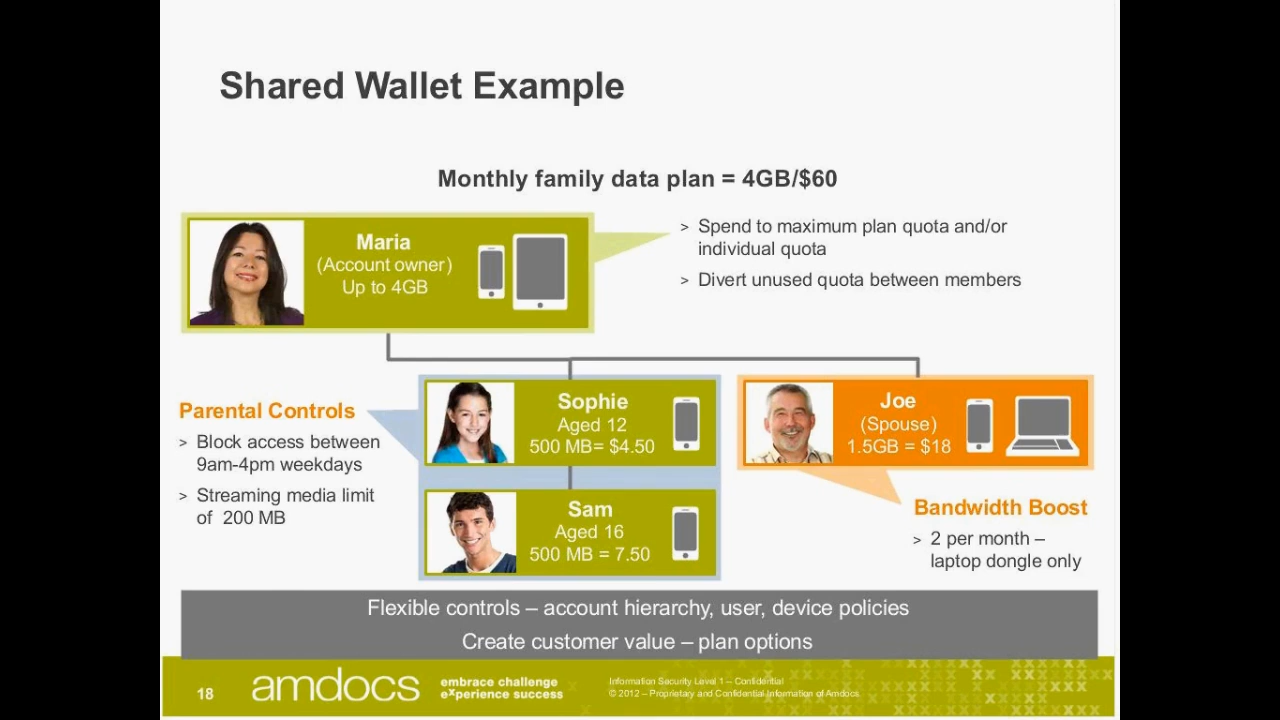 Shared Wallet Example
Monthly family data plan = 4GB/$60
Maria
(Account owner)
Up to 4GB
> Spend to maximum plan quota and/or
individual quota
> Divert unused quota between members
Parental Controls
> Block access between
9am-4pm weekdays
> Streaming media limit
of 200 MB
Sophie
Aged 12
500 MB= $4.50
Sam
Aged 16
500 MB = 7.50
Joe
(Spouse)
1.5GB = $18
Bandwidth Boost
> 2 per month –
laptop dongle only
Flexible controls – account hierarchy, user, device policies
Create customer value – plan options
18
amdocs
embrace challenge
experience success
Information Security Level 1 – Confidential
© 2012 – Proprietary and Confidential Information of Amdocs